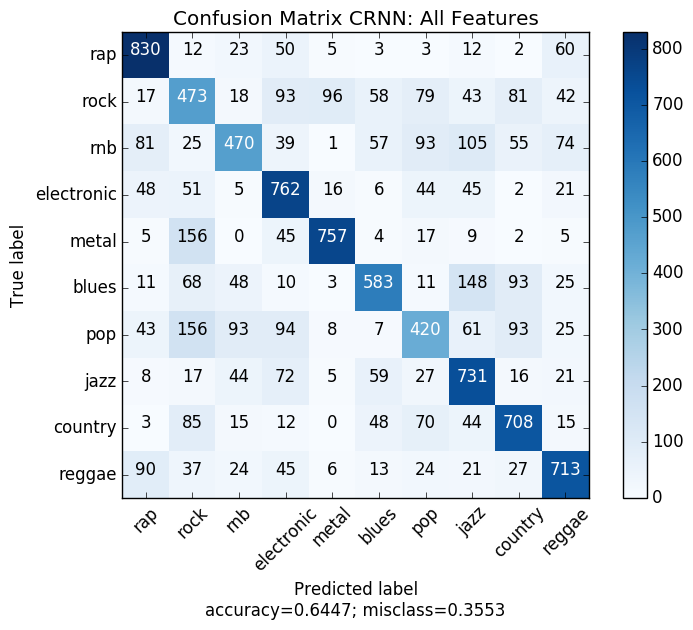 Confusion Matrix CRNN: All Features
rap 830 12 23 50 5 3 3 12 2 60
rock 17 473 18 93 96 58 79 43 81 42
rnb 81 25 470 39 1 57 93 105 55 74
electronic 48 51 5 762 16 6 44 45 2 21
metal 5 156 0 45 757 4 17 9 2 5
blues 11 68 48 10 3 583 11 148 93 25
pop 43 156 93 94 8 7 420 61 93 25
jazz 8 17 44 72 5 59 27 731 16 21
country 3 85 15 12 0 48 70 44 708 15
reggae 90 37 24 45 6 13 24 21 27 713
rap rock rnb electronic metal blues pop jazz country reggae
True label
Predicted label
accuracy=0.6447; misclass=0.3553
800
700
600
500
400
300
200
100
0